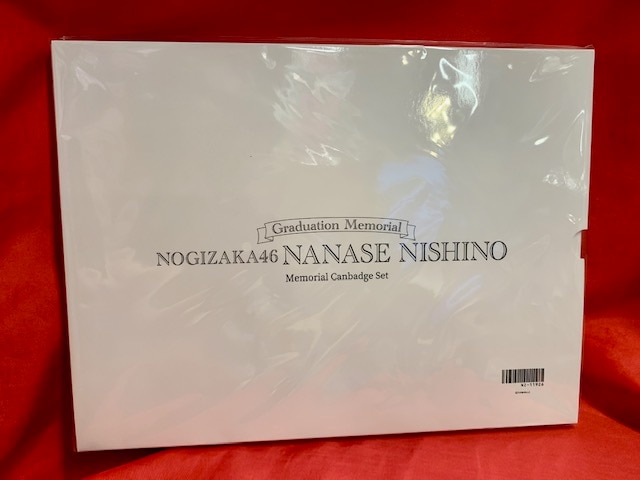 Graduation Memorial
NOGIZAKA46 NANASE NISHINO
Memorial Canbadge Set